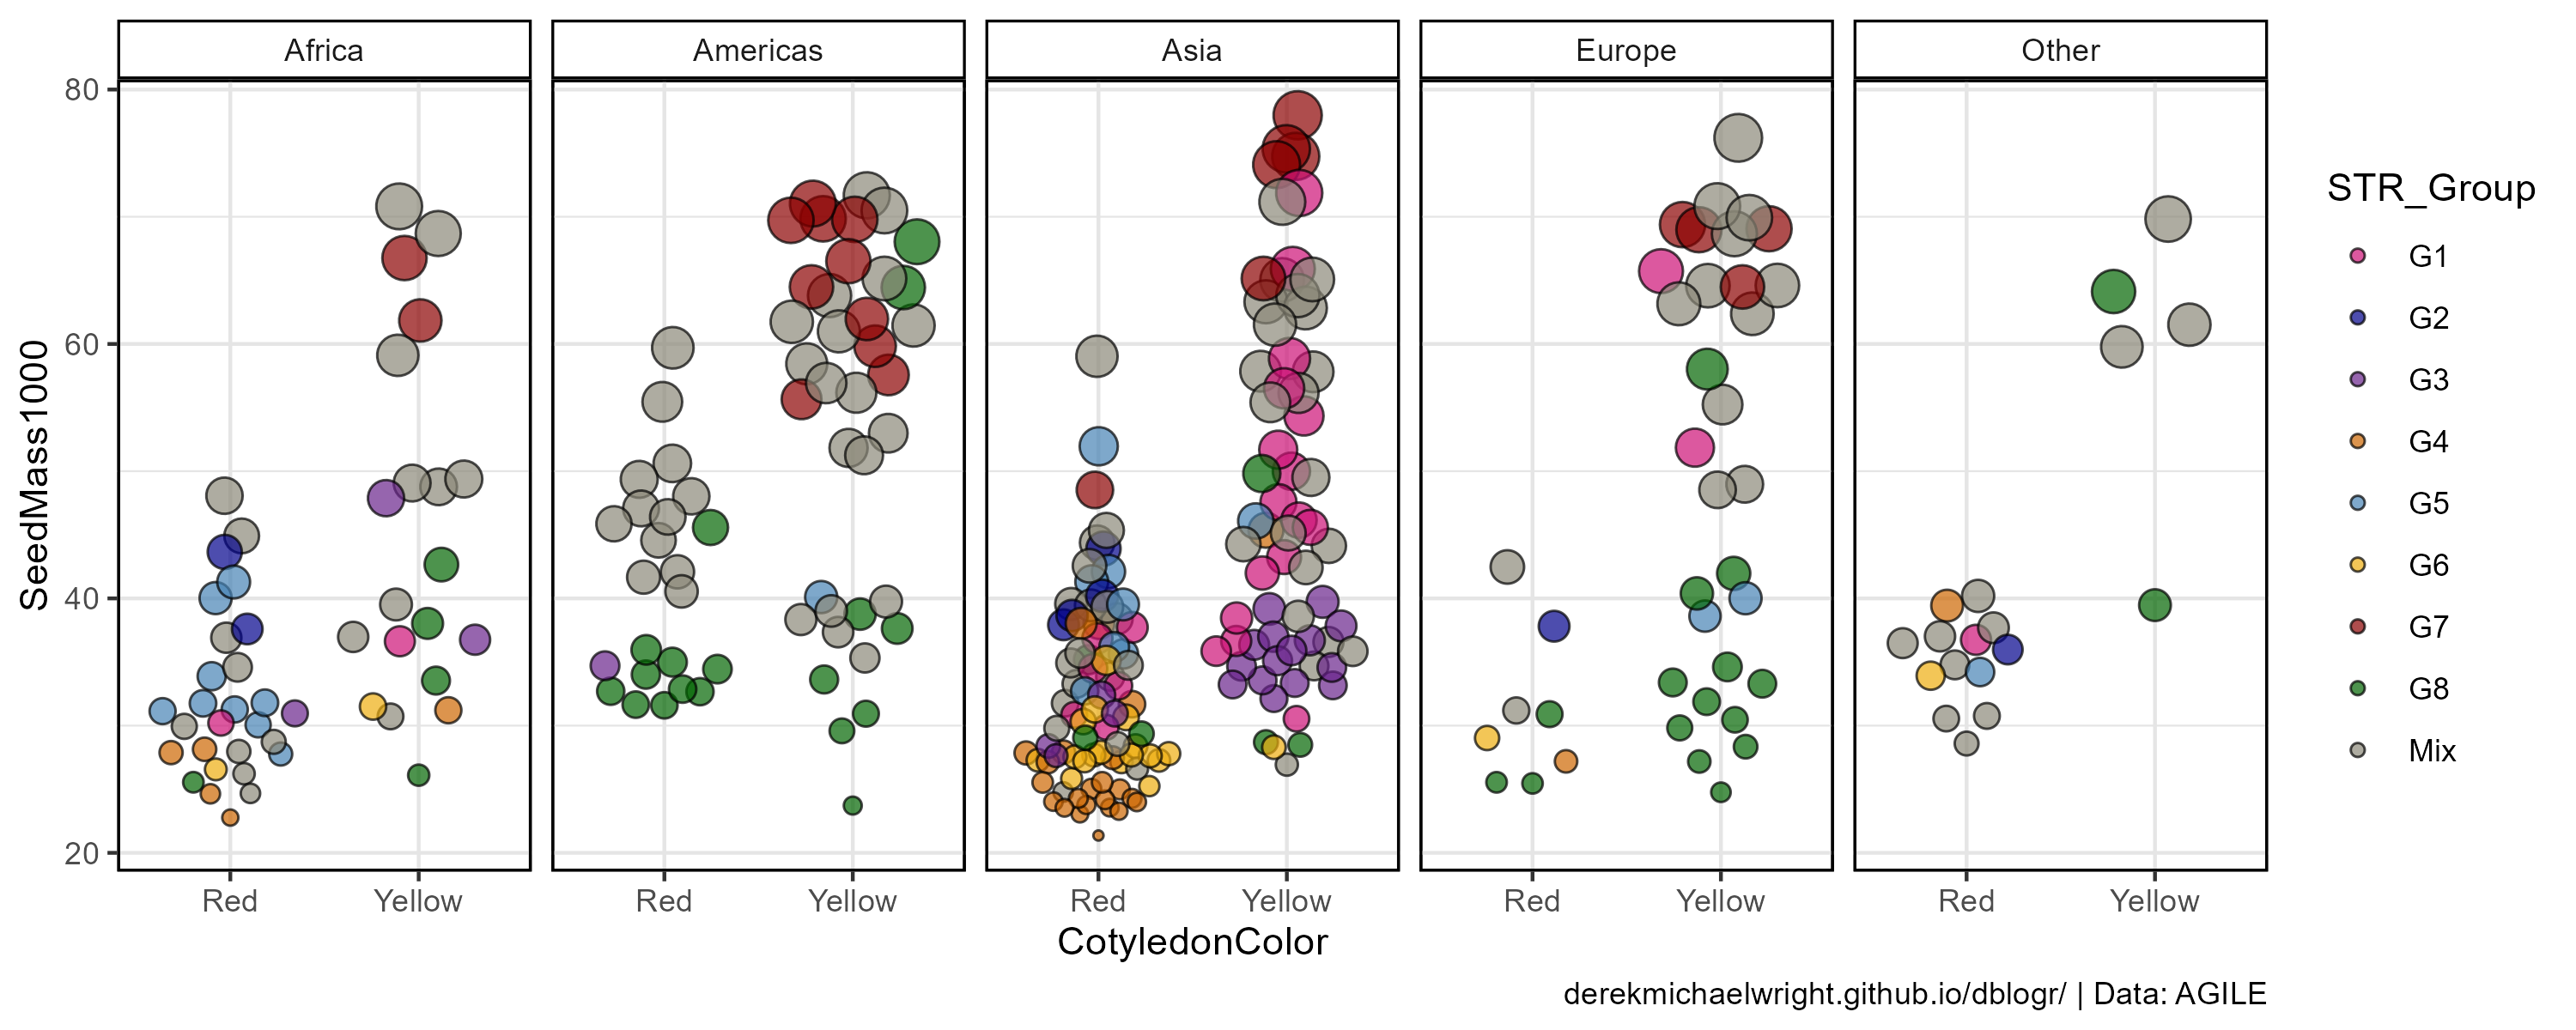 Africa
Americas
Asia
Europe
Other
80
60
40
20
SeedMass1000
Red
Yellow
Red
Yellow
Red
Yellow
Red
Yellow
Red
Yellow
CotyledonColor
STR_Group
G1
G2
G3
G4
G5
G6
G7
G8
Mix
derekmichaelwright.github.io/dblogr/ | Data: AGILE